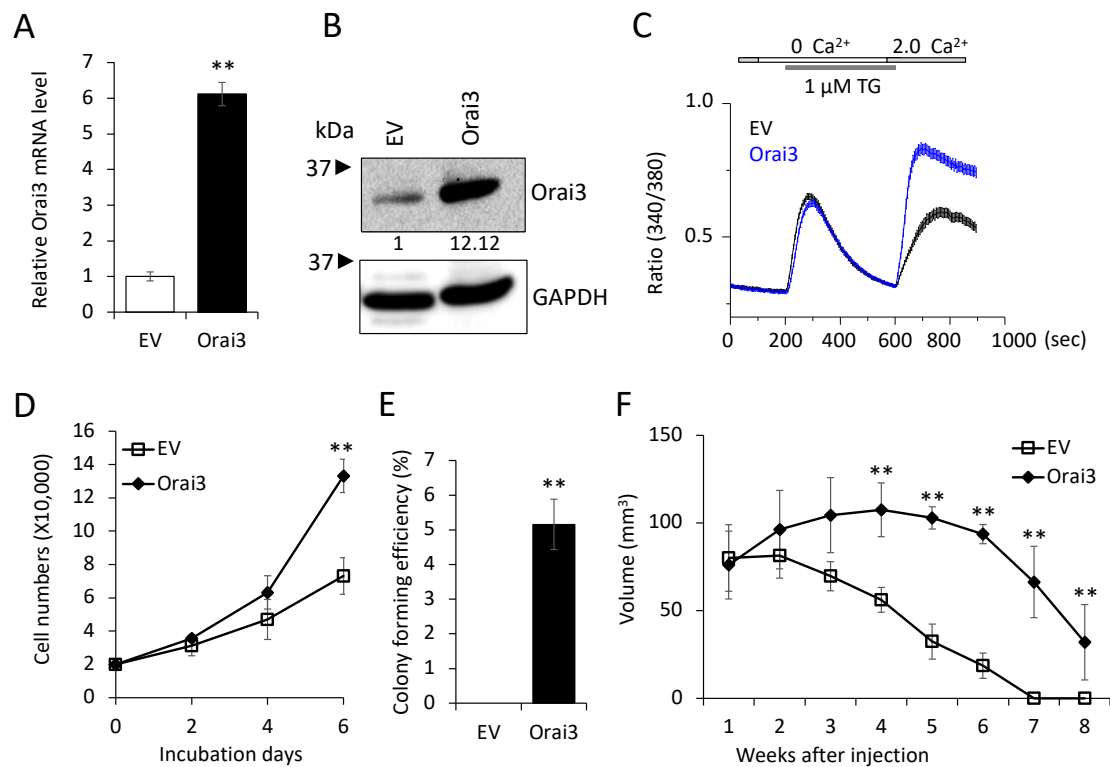 A
Relative Orai3 mRNA level
7
6
5
4
3
2
1
0
**
EV
Orai3
B
kDa
EV
Orai3
37
Orai3
1
12.12
37
GAPDH
C
0 Ca²⁺
2.0 Ca²⁺
1 μM TG
EV
Orai3
Ratio (340/380)
1.0
0.5
0
200
400
600
800
1000
(sec)
D
Cell numbers (X10,000)
16
14
12
10
8
6
4
2
0
EV
Orai3
**
0
2
4
6
Incubation days
E
Colony forming efficiency (%)
7
6
5
4
3
2
1
0
**
EV
Orai3
F
Volume (mm³)
150
100
50
0
EV
Orai3
**
**
**
**
**
1
2
3
4
5
6
7
8
Weeks after injection